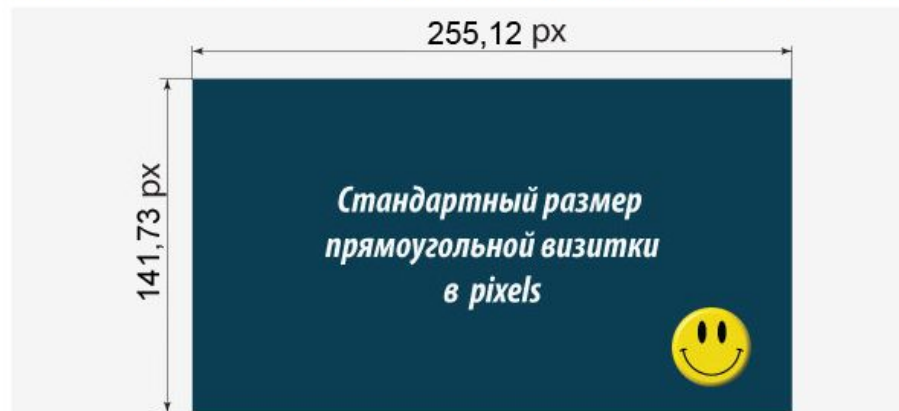 255,12 px
141,73 px
Стандартный размер
прямоугольной визитки
в pixels